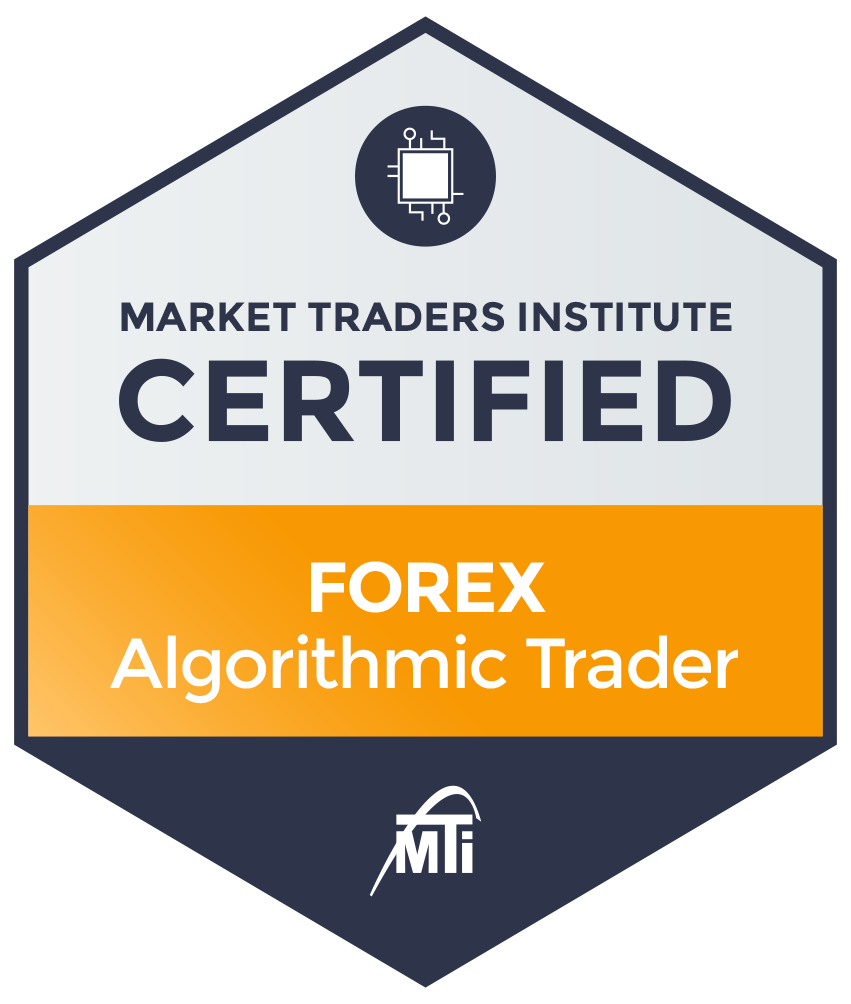 MARKET TRADERS INSTITUTE
CERTIFIED
FOREX
Algorithmic Trader
MTi